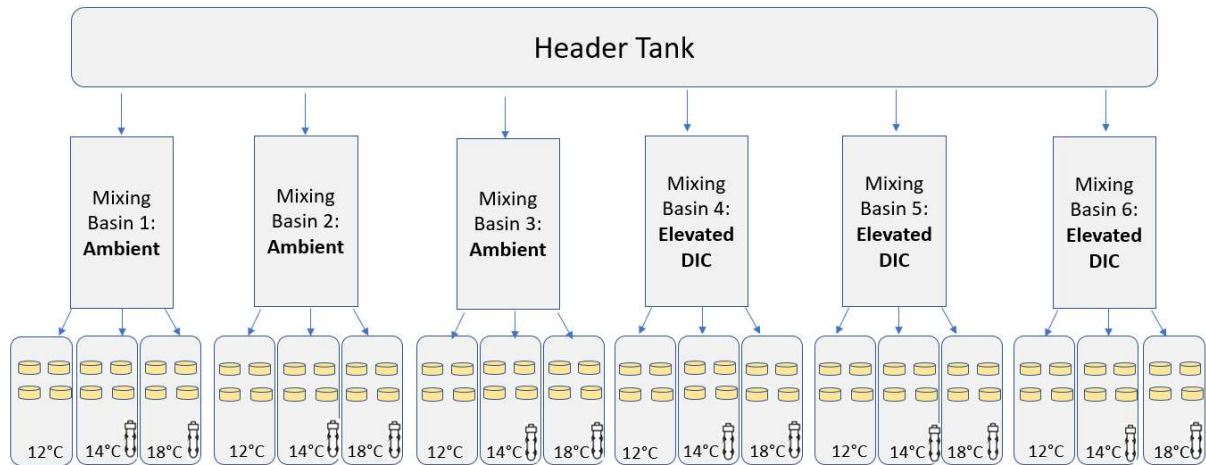 Header Tank
Mixing
Basin 1:
Ambient
Mixing
Basin 2:
Ambient
Mixing
Basin 3:
Ambient
Mixing
Basin 4:
Elevated
DIC
Mixing
Basin 5:
Elevated
DIC
Mixing
Basin 6:
Elevated
DIC
12°C
14°C
18°C
12°C
14°C
18°C
12°C
14°C
18°C
12°C
14°C
18°C
12°C
14°C
18°C
12°C
14°C
18°C